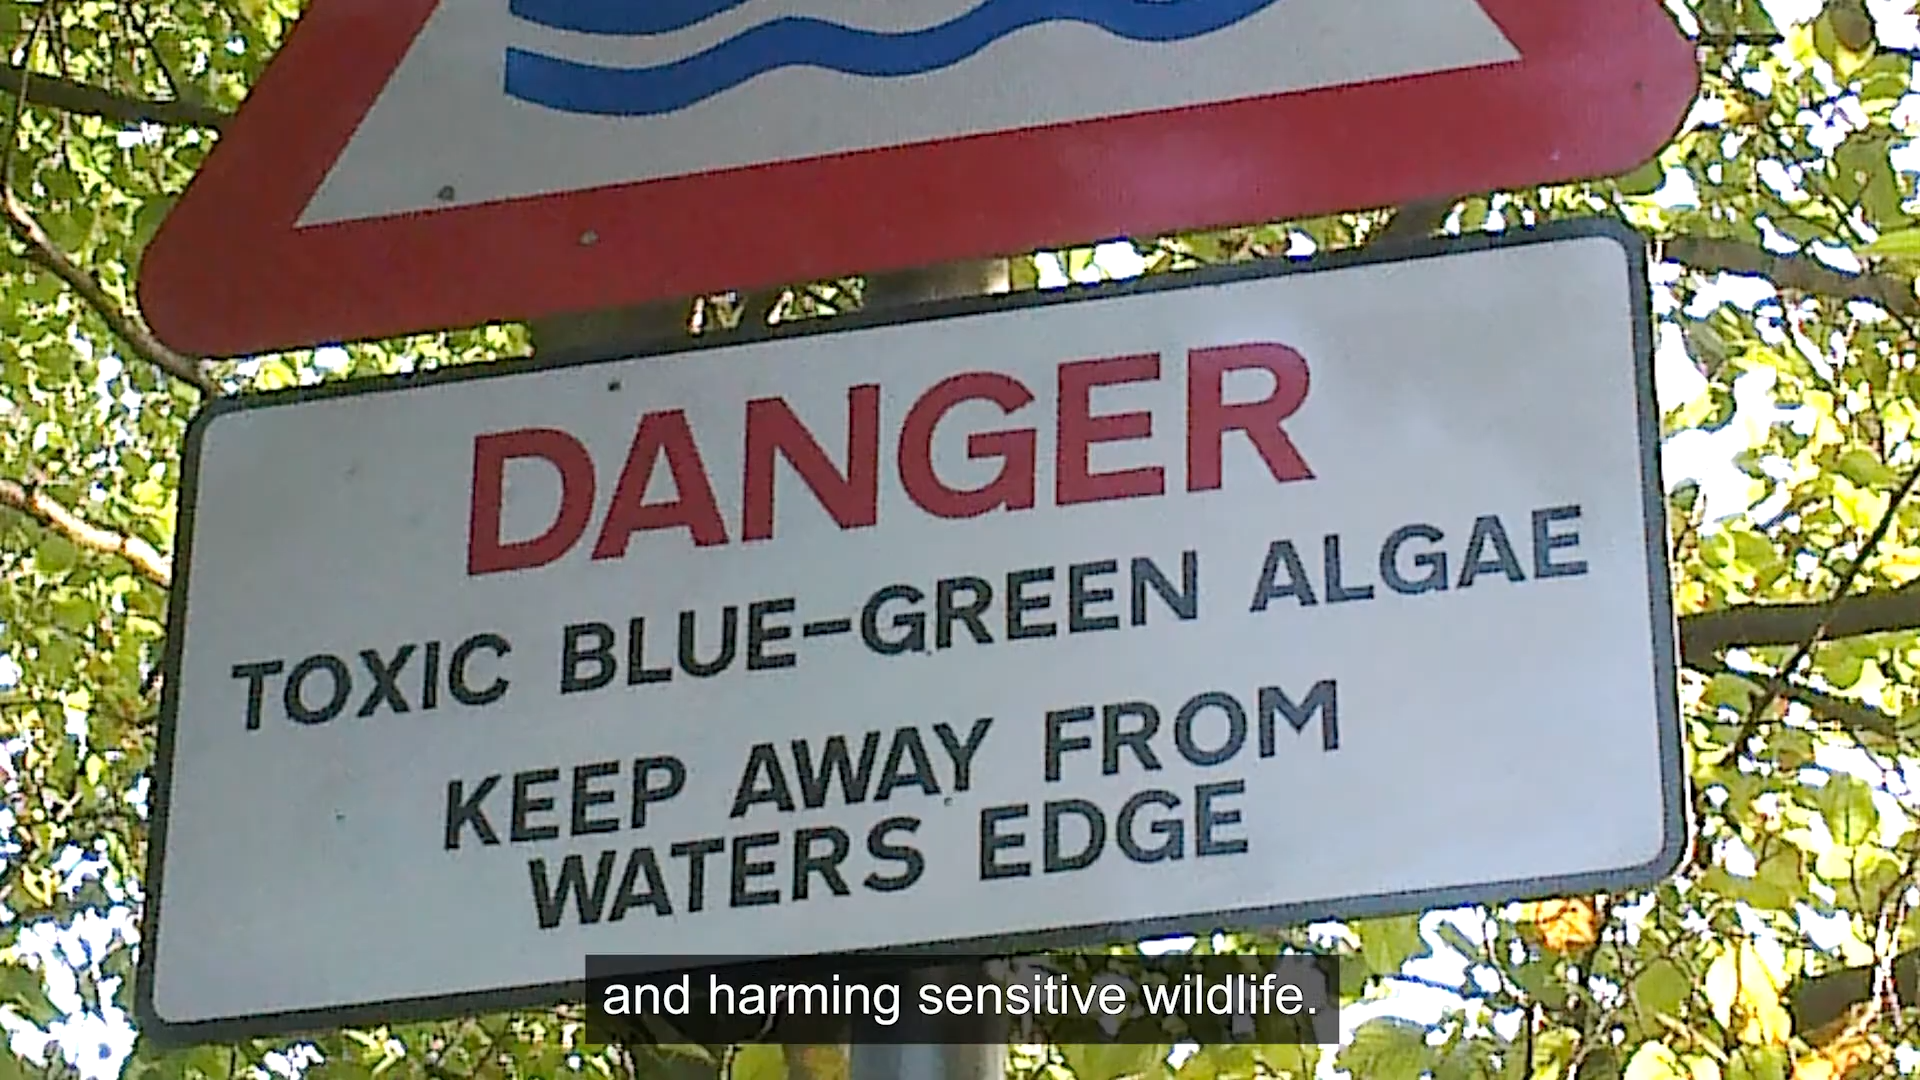 DANGER
TOXIC BLUE-GREEN ALGAE
KEEP AWAY FROM
WATERS EDGE
and harming sensitive wildlife.